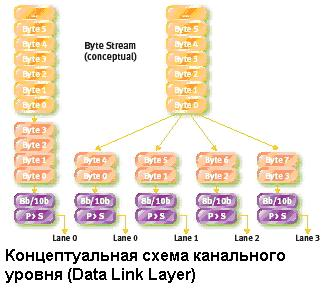 ...
Byte 5
Byte 4
Byte 3
Byte 2
Byte 1
Byte 0
Byte Stream
(conceptual)
...
Byte 5
Byte 4
Byte 3
Byte 2
Byte 1
Byte 0
Byte 3
Byte 2
Byte 1
Byte 0
8b/10b
P>S
Lane 0
Byte 4
Byte 0
8b/10b
P>S
Lane 0
Byte 5
Byte 1
8b/10b
P>S
Lane 1
Byte 6
Byte 2
8b/10b
P>S
Lane 2
Byte 7
Byte 3
8b/10b
P>S
Lane 3
Концептуальная схема канального
уровня (Data Link Layer)